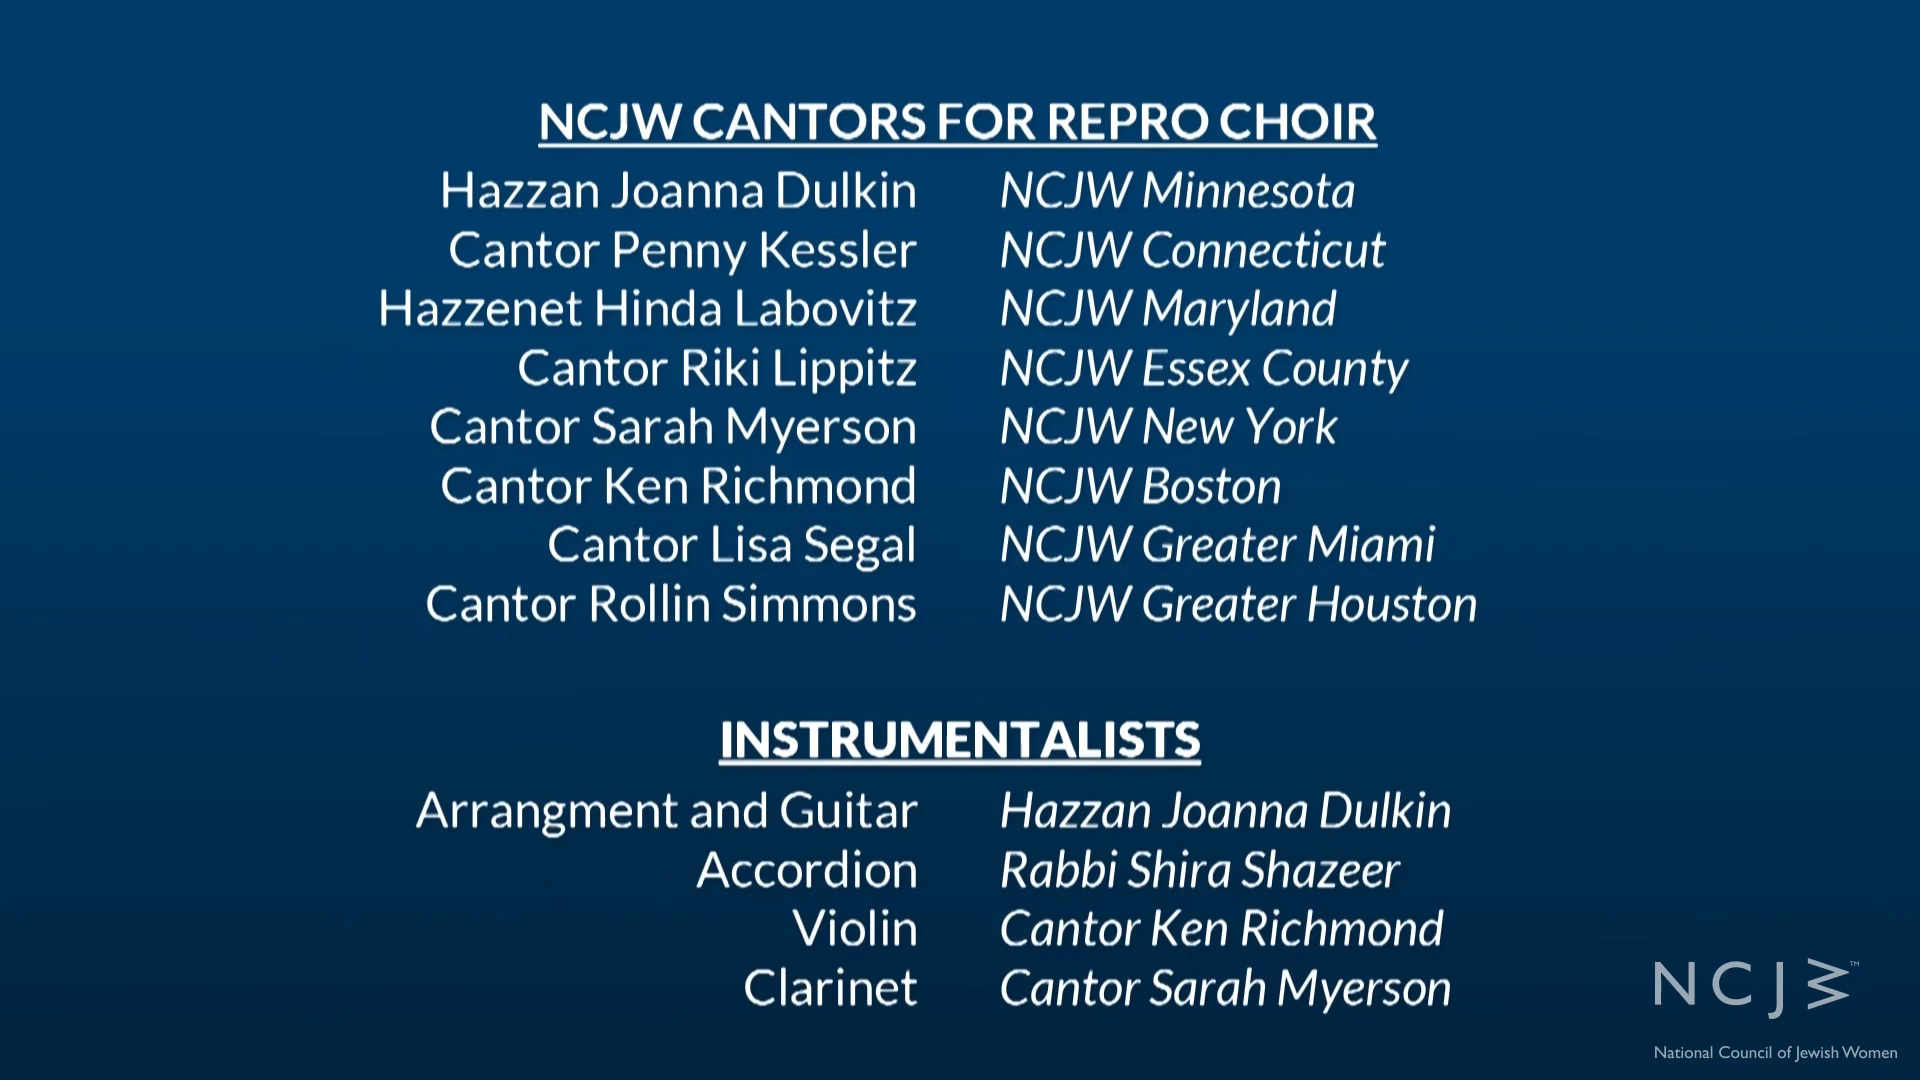 NCJW CANTORS FOR REPRO CHOIR
Hazzan Joanna Dulkin NCJW Minnesota
Cantor Penny Kessler NCJW Connecticut
Hazzenet Hinda Labovitz NCJW Maryland
Cantor Riki Lippitz NCJW Essex County
Cantor Sarah Myerson NCJW New York
Cantor Ken Richmond NCJW Boston
Cantor Lisa Segal NCJW Greater Miami
Cantor Rollin Simmons NCJW Greater Houston
INSTRUMENTALISTS
Arrangment and Guitar Hazzan Joanna Dulkin
Accordion Rabbi Shira Shazeer
Violin Cantor Ken Richmond
Clarinet Cantor Sarah Myerson
NCJW™
National Council of Jewish Women